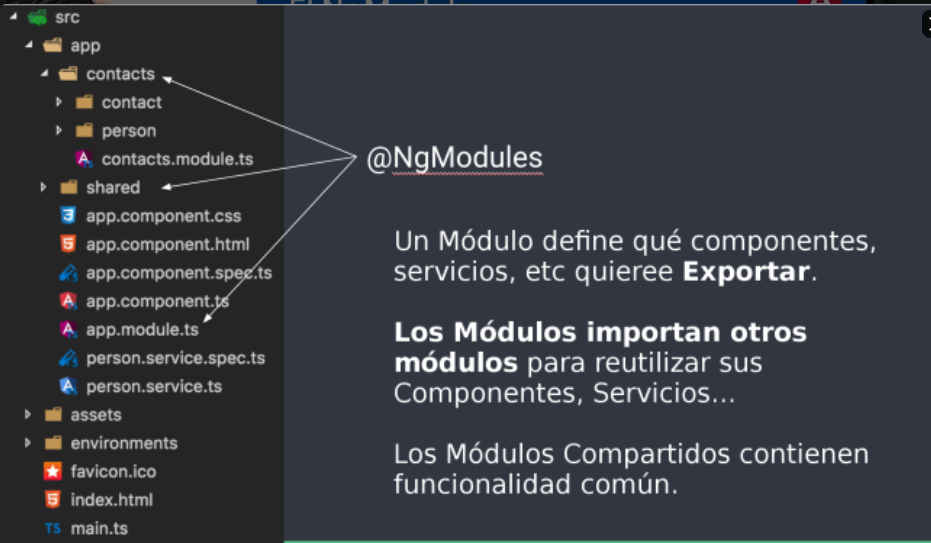 src
app
contacts
contact
person
contacts.module.ts
shared
app.component.css
app.component.html
app.component.spec.ts
app.component.ts
app.module.ts
person.service.spec.ts
person.service.ts
assets
environments
favicon.ico
index.html
TS main.ts
@NgModules
Un Módulo define qué componentes,
servicios, etc quieree Exportar.
Los Módulos importan otros
módulos para reutilizar sus
Componentes, Servicios...
Los Módulos Compartidos contienen
funcionalidad común.